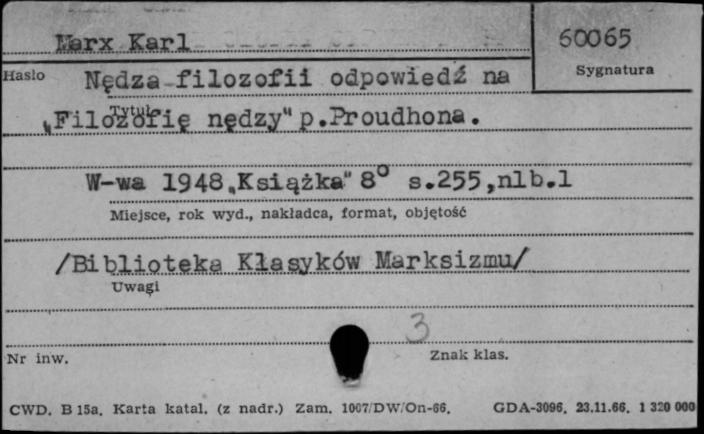 Marx Karl
60065
Hasło
Sygnatura
Nędza filozofii odpowiedź na
Tytuł
„Filozofię nędzy" p.Proudhona.
W-wa 1948 „Książka" 8° s.255,nlb.1
Miejsce, rok wyd., nakładca, format, objętość
/Biblioteka Klasyków Marksizmu/
Uwagi
3
Nr inw.
Znak klas.
CWD. B 15a. Karta katal. (z nadr.) Zam. 1007/DW/On-66. GDA-3096. 23.11.66. 1 320 000